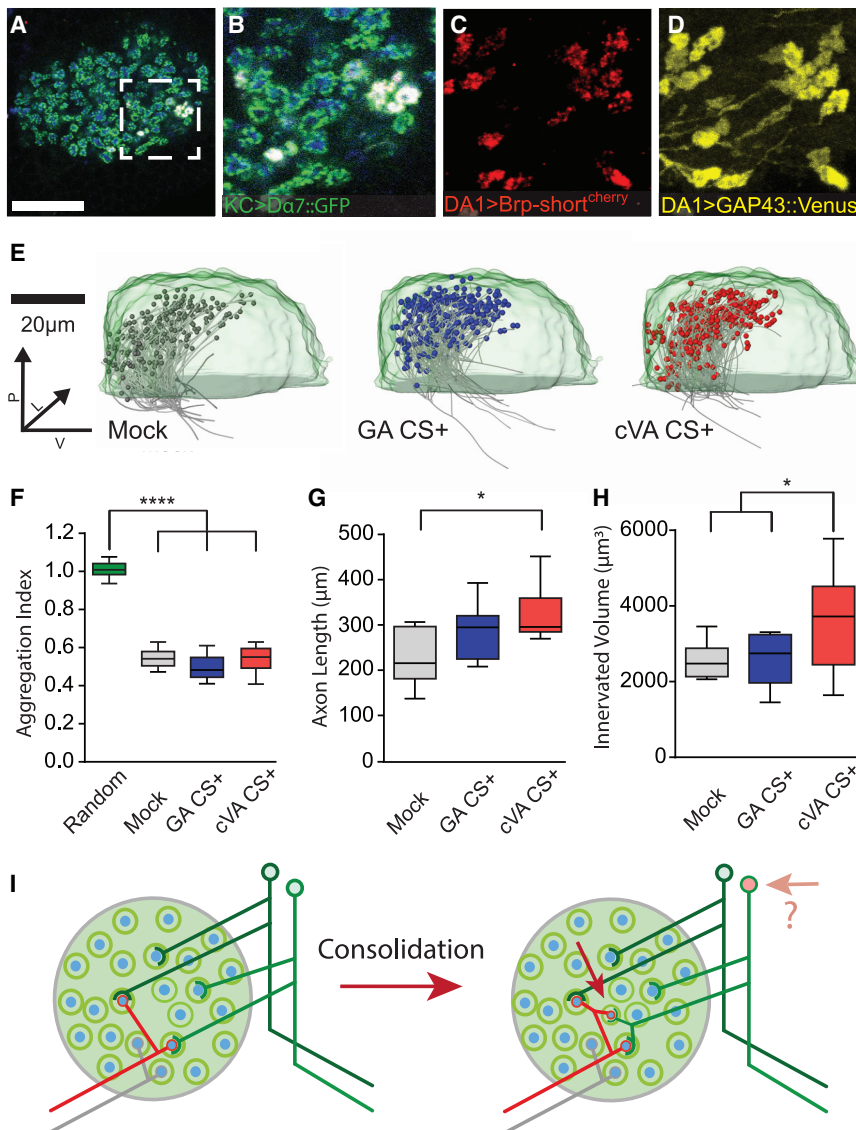 A
B
C
D
KC>Dα7::GFP
DA1>Brp-short^cherry
DA1>GAP43::Venus
E
20µm
P
L
V
Mock
GA CS+
cVA CS+
F
****
Aggregation Index
1.2
1.0
0.8
0.6
0.4
0.2
0.0
Random
Mock
GA CS+
cVA CS+
G
*
Axon Length (µm)
500
400
300
200
100
0
Mock
GA CS+
cVA CS+
H
*
Innervated Volume (µm³)
6000
4000
2000
0
Mock
GA CS+
cVA CS+
I
Consolidation
?